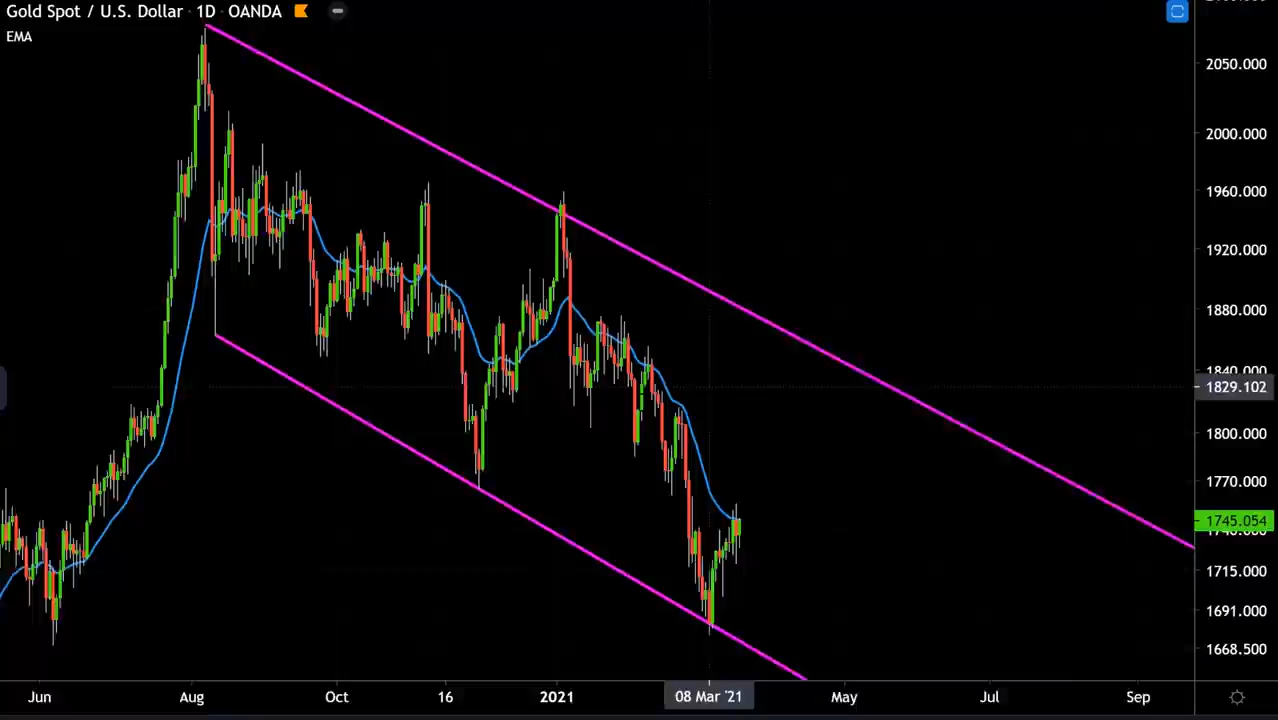 Gold Spot / U.S. Dollar · 1D · OANDA
EMA
2050.000
2000.000
1960.000
1920.000
1880.000
1840.000
1829.102
1800.000
1770.000
1745.054
1715.000
1691.000
1668.500
Jun
Aug
Oct
16
2021
08 Mar '21
May
Jul
Sep